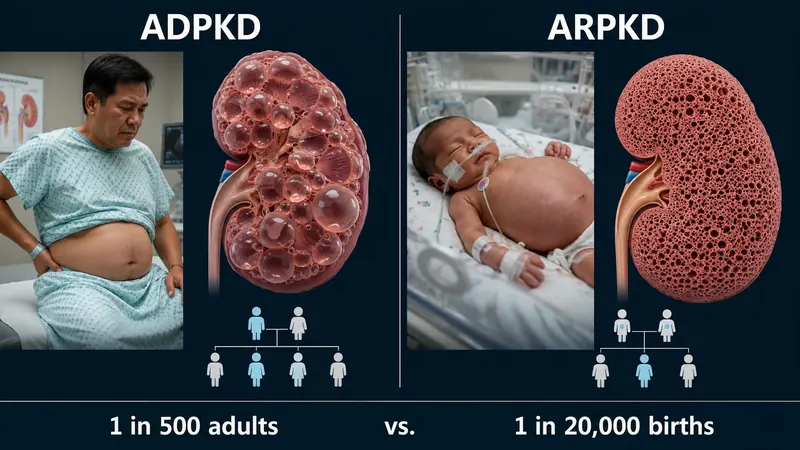 ADPKD
ARPKD
1 in 500 adults
vs.
1 in 20,000 births